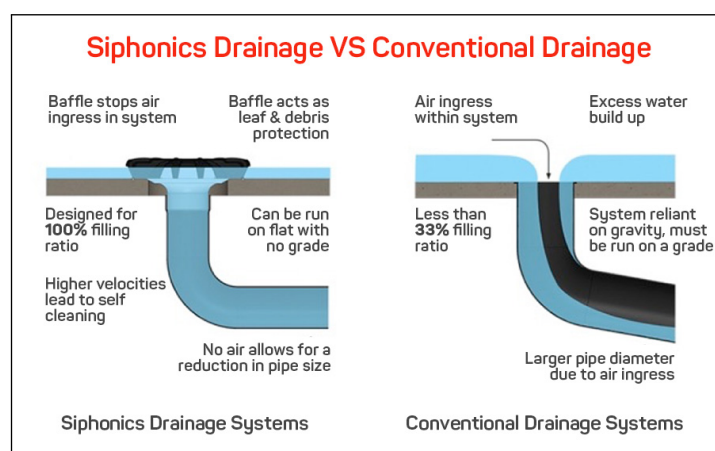 Siphonics Drainage VS Conventional Drainage
Baffle stops air
ingress in system
Baffle acts as
leaf & debris
protection
Designed for
100% filling
ratio
Can be run
on flat with
no grade
Higher velocities
lead to self
cleaning
No air allows for a
reduction in pipe size
Siphonics Drainage Systems
Air ingress
within system
Excess water
build up
Less than
33% filling
ratio
System reliant
on gravity, must
be run on a grade
Larger pipe diameter
due to air ingress
Conventional Drainage Systems